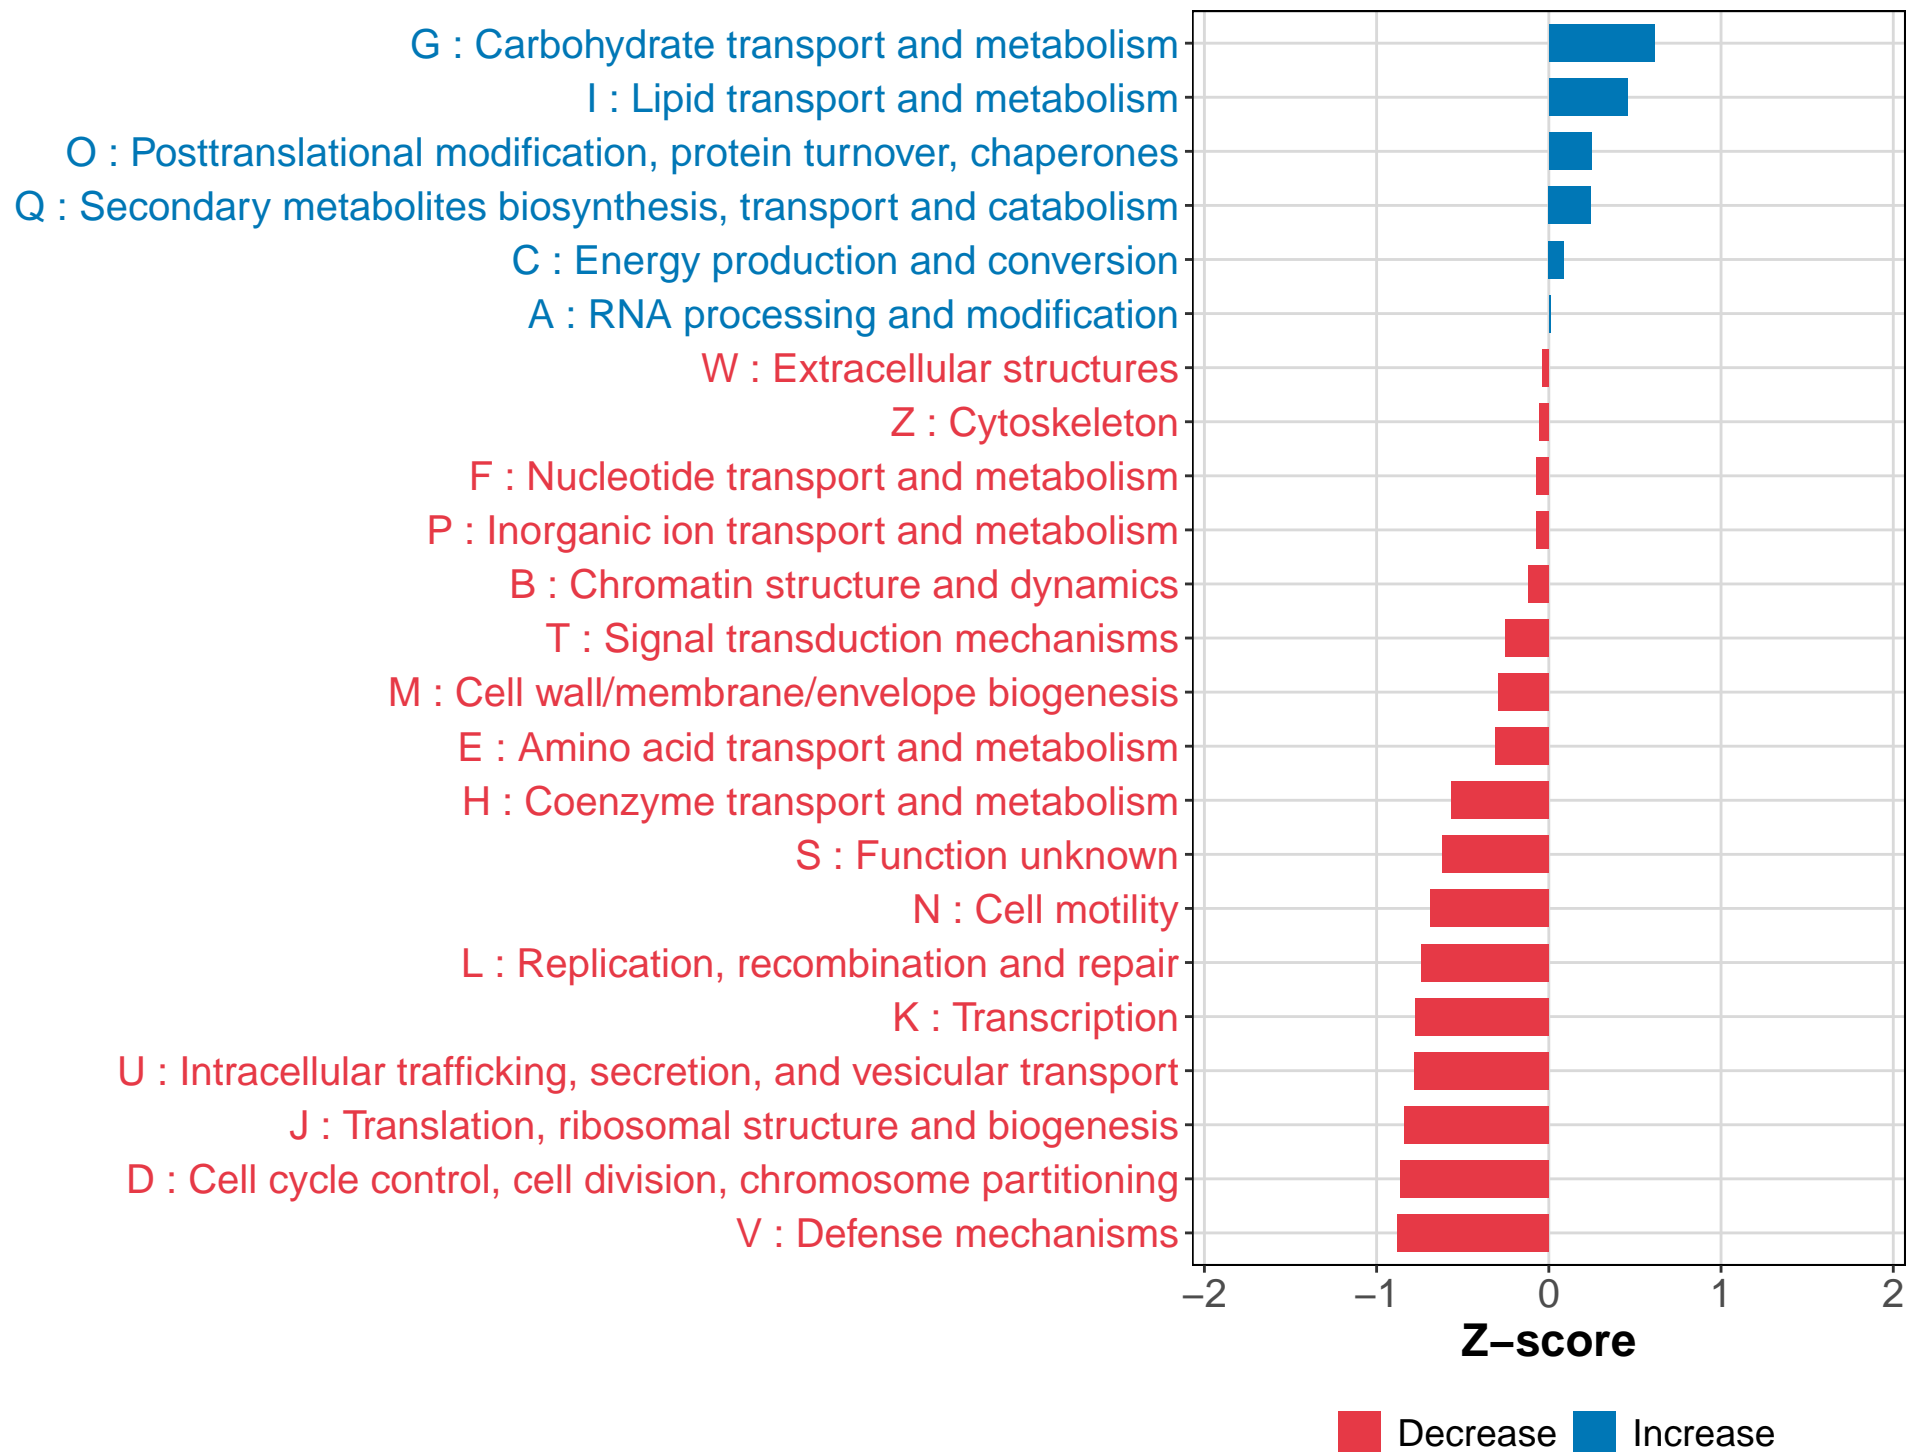 G : Carbohydrate transport and metabolism
I : Lipid transport and metabolism
O : Posttranslational modification, protein turnover, chaperones
Q : Secondary metabolites biosynthesis, transport and catabolism
C : Energy production and conversion
A : RNA processing and modification
W : Extracellular structures
Z : Cytoskeleton
F : Nucleotide transport and metabolism
P : Inorganic ion transport and metabolism
B : Chromatin structure and dynamics
T : Signal transduction mechanisms
M : Cell wall/membrane/envelope biogenesis
E : Amino acid transport and metabolism
H : Coenzyme transport and metabolism
S : Function unknown
N : Cell motility
L : Replication, recombination and repair
K : Transcription
U : Intracellular trafficking, secretion, and vesicular transport
J : Translation, ribosomal structure and biogenesis
D : Cell cycle control, cell division, chromosome partitioning
V : Defense mechanisms
−2 −1 0 1 2
Z−score
Decrease Increase